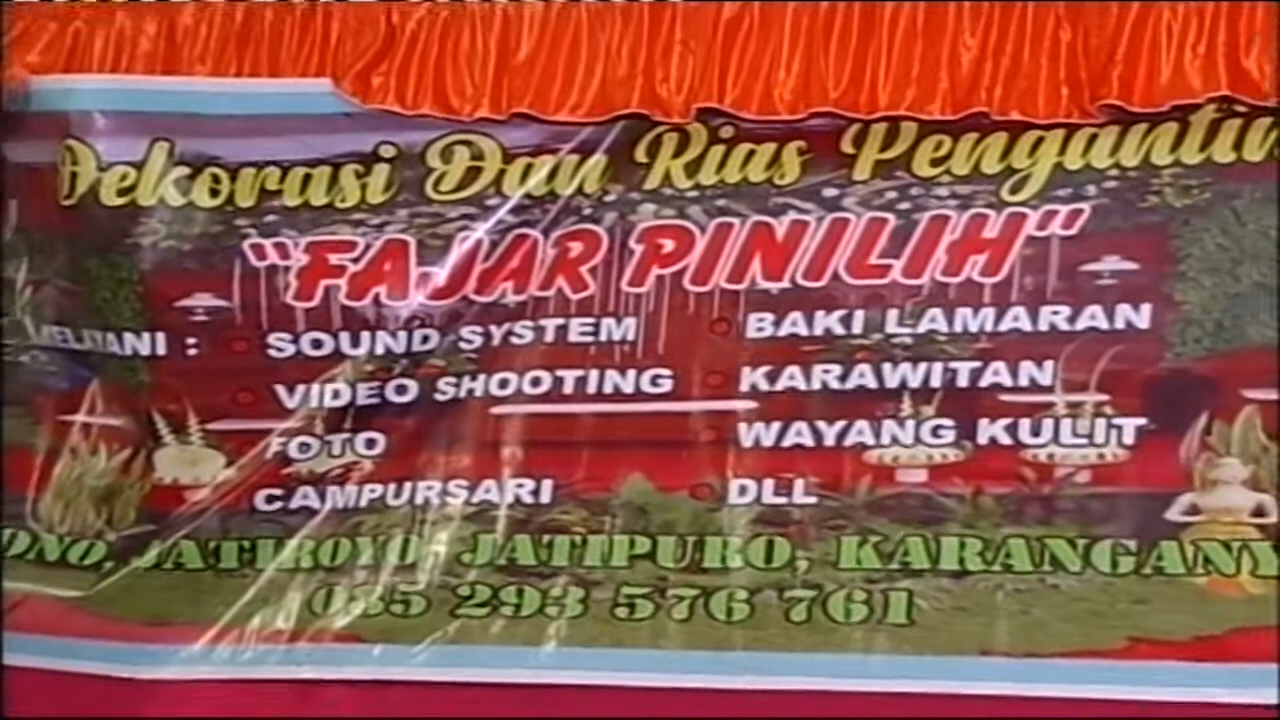 Dekorasi Dan Rias Pengantin
"FAJAR PINILIH"
MELAYANI : SOUND SYSTEM BAKI LAMARAN
VIDEO SHOOTING KARAWITAN
FOTO WAYANG KULIT
CAMPURSARI DLL
JATIROYO, JATIPURO, KARANGANY
085 293 576 761